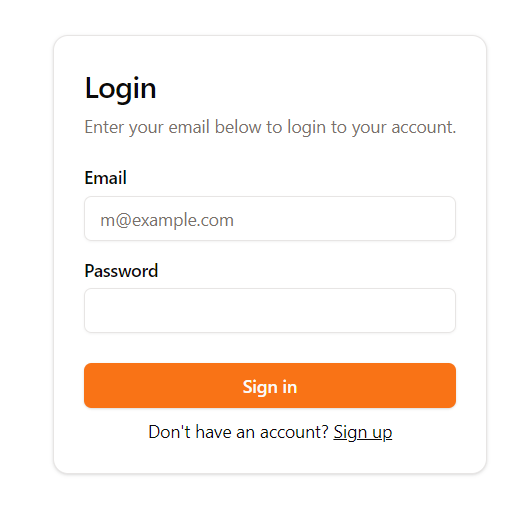 Login
Enter your email below to login to your account.
Email
m@example.com
Password
Sign in
Don't have an account? Sign up